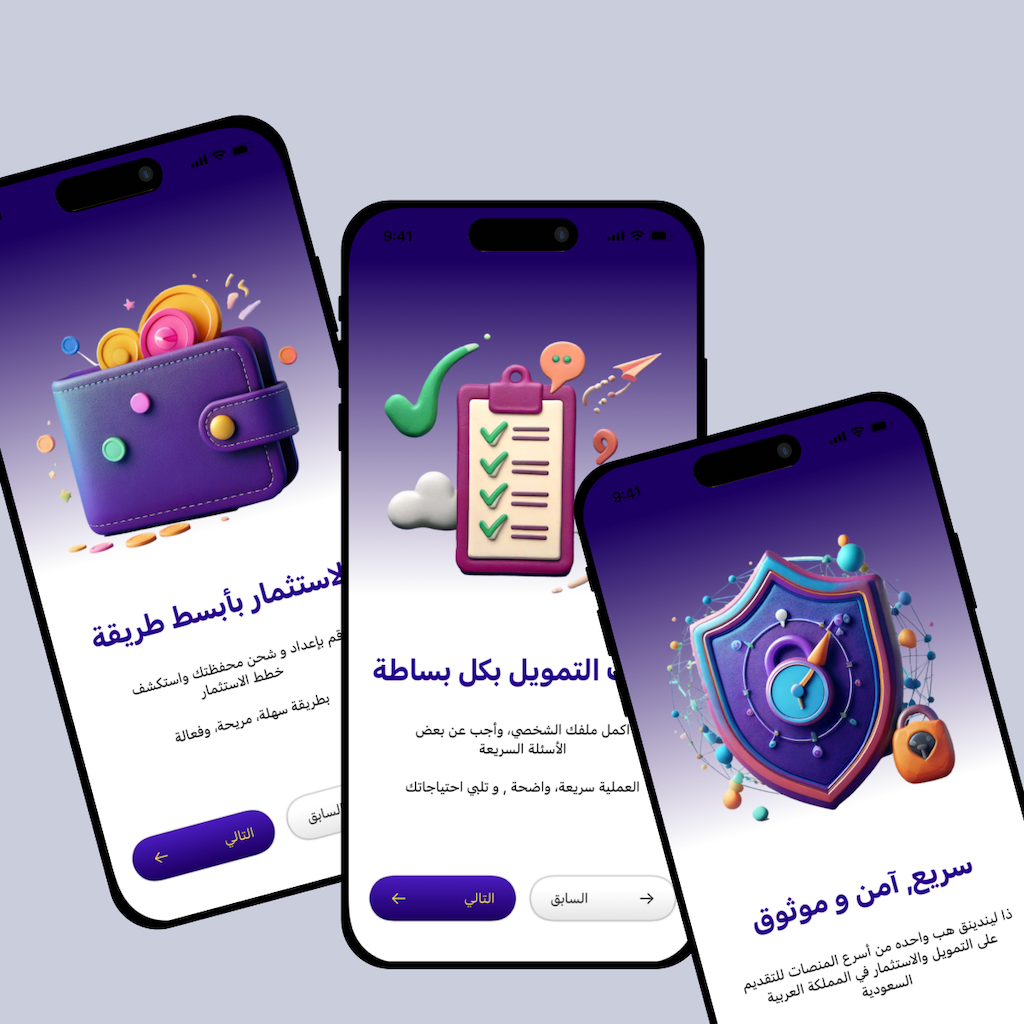 لاستثمار بأبسط طريقة
قم بإعداد و شحن محفظتك واستكشف
خطط الاستثمار
بطريقة سهلة، مريحة، وفعالة
السابق
التالي
9:41
التمويل بكل بساطة
اكمل ملفك الشخصي، وأجب عن بعض
الأسئلة السريعة
العملية سريعة، واضحة , و تلبي احتياجاتك
السابق
التالي
9:41
سريع, آمن و موثوق
ذا ليندينق هب واحده من أسرع المنصات للتقديم
على التمويل والاستثمار في المملكة العربية
السعودية